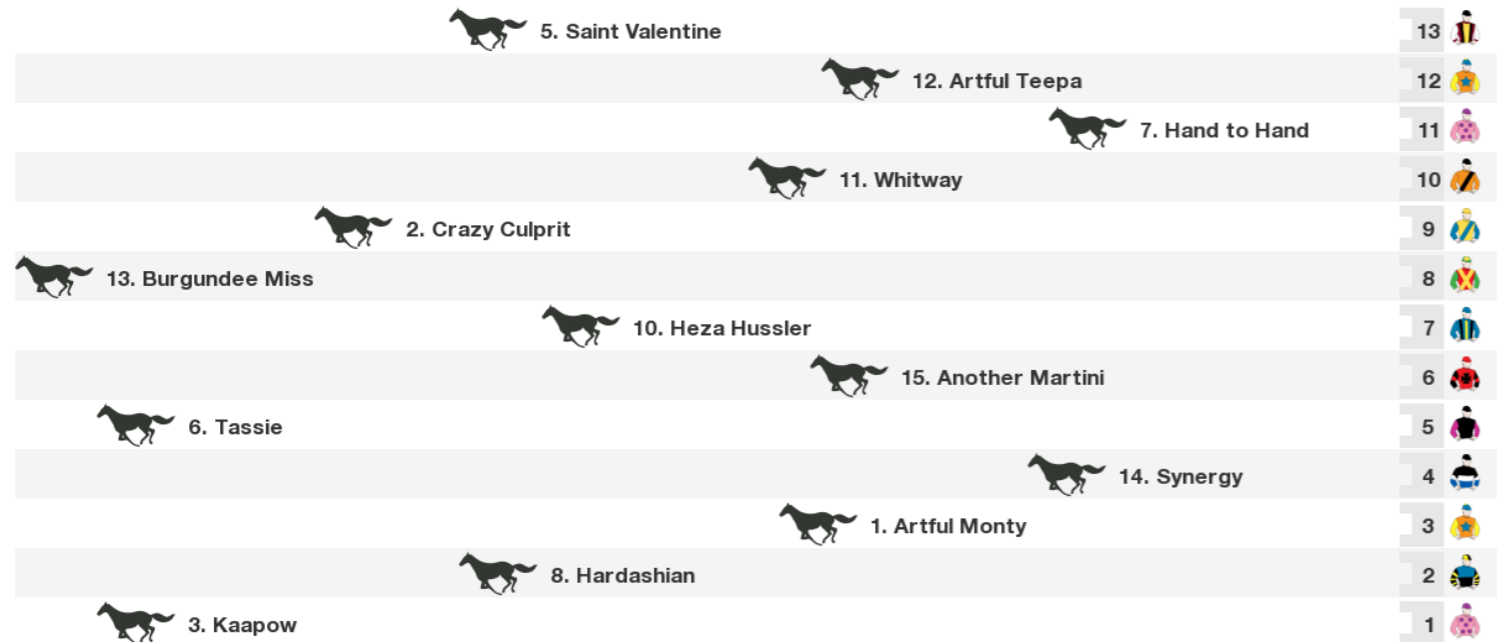 5. Saint Valentine 13
12. Artful Teepa 12
7. Hand to Hand 11
11. Whitway 10
2. Crazy Culprit 9
13. Burgundee Miss 8
10. Heza Hussler 7
15. Another Martini 6
6. Tassie 5
14. Synergy 4
1. Artful Monty 3
8. Hardashian 2
3. Kaapow 1